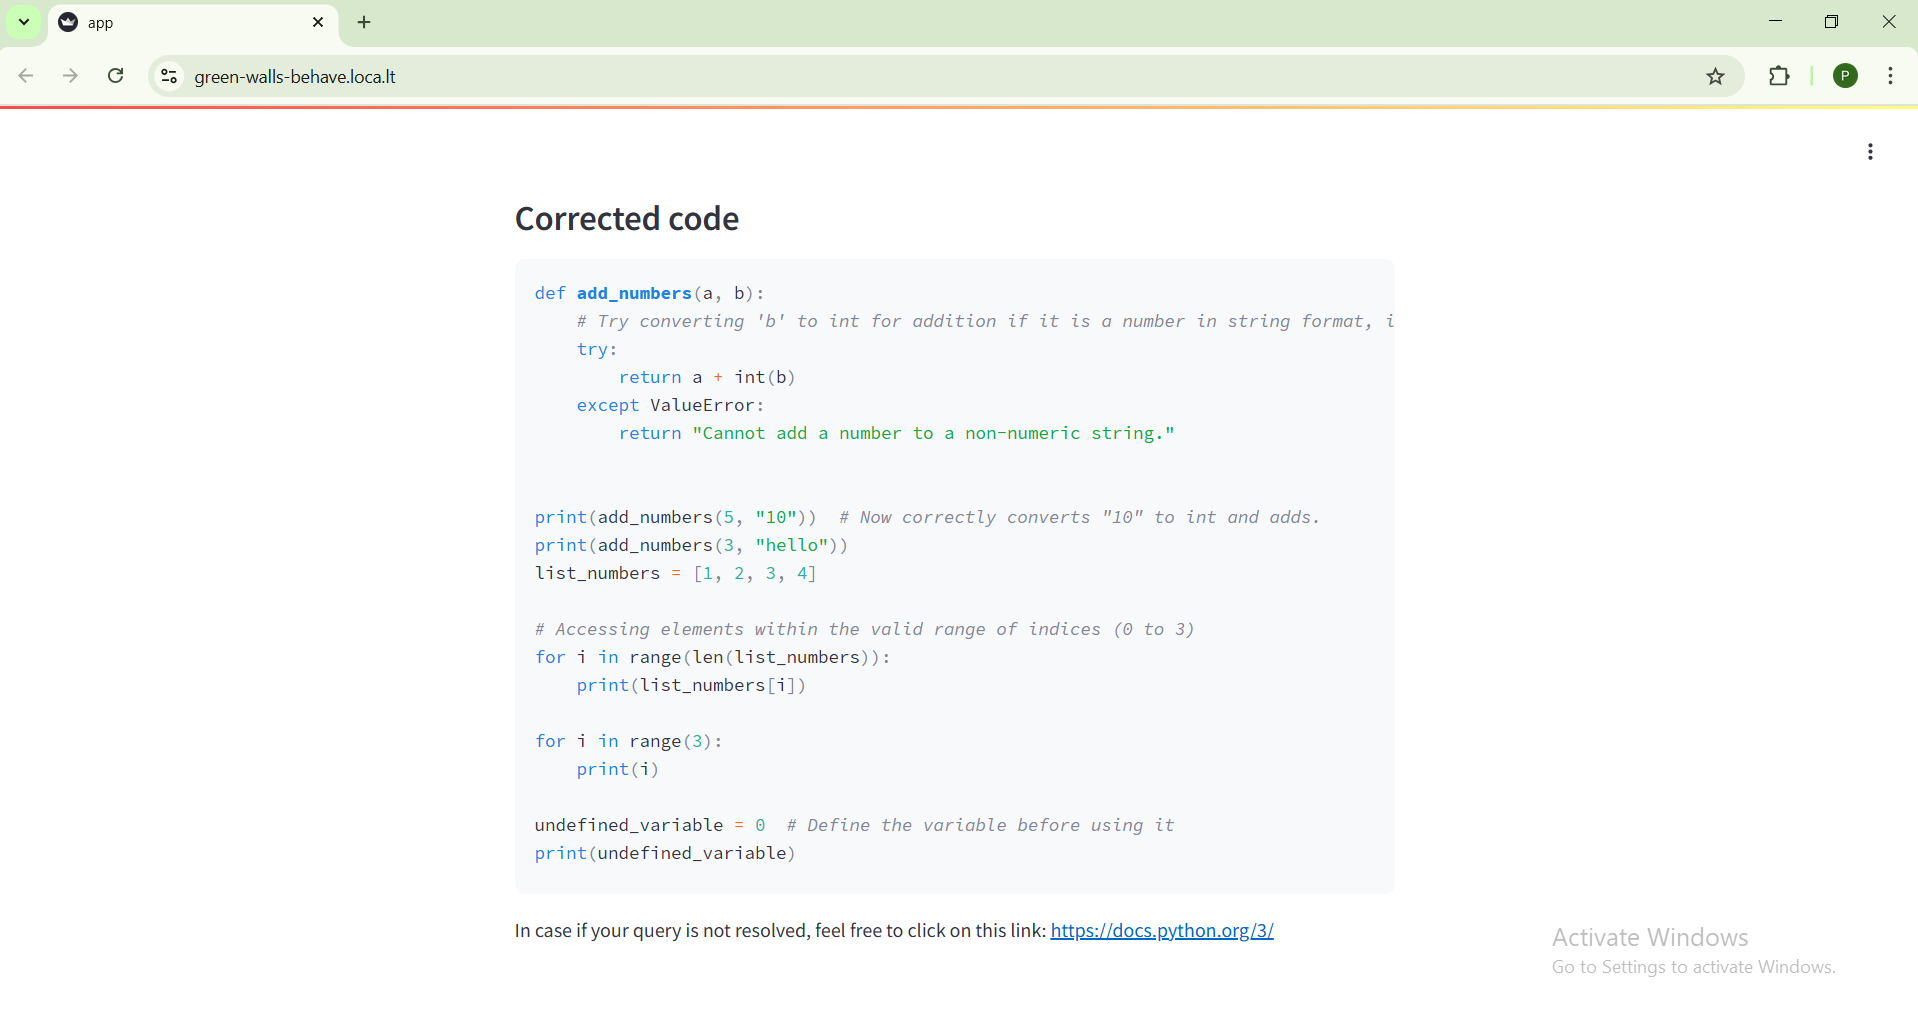 app
green-walls-behave.loca.lt
P
Corrected code
def add_numbers(a, b):
    # Try converting 'b' to int for addition if it is a number in string format, i
    try:
        return a + int(b)
    except ValueError:
        return "Cannot add a number to a non-numeric string."
print(add_numbers(5, "10"))  # Now correctly converts "10" to int and adds.
print(add_numbers(3, "hello"))
list_numbers = [1, 2, 3, 4]
# Accessing elements within the valid range of indices (0 to 3)
for i in range(len(list_numbers)):
    print(list_numbers[i])
for i in range(3):
    print(i)
undefined_variable = 0  # Define the variable before using it
print(undefined_variable)
In case if your query is not resolved, feel free to click on this link: https://docs.python.org/3/
Activate Windows
Go to Settings to activate Windows.